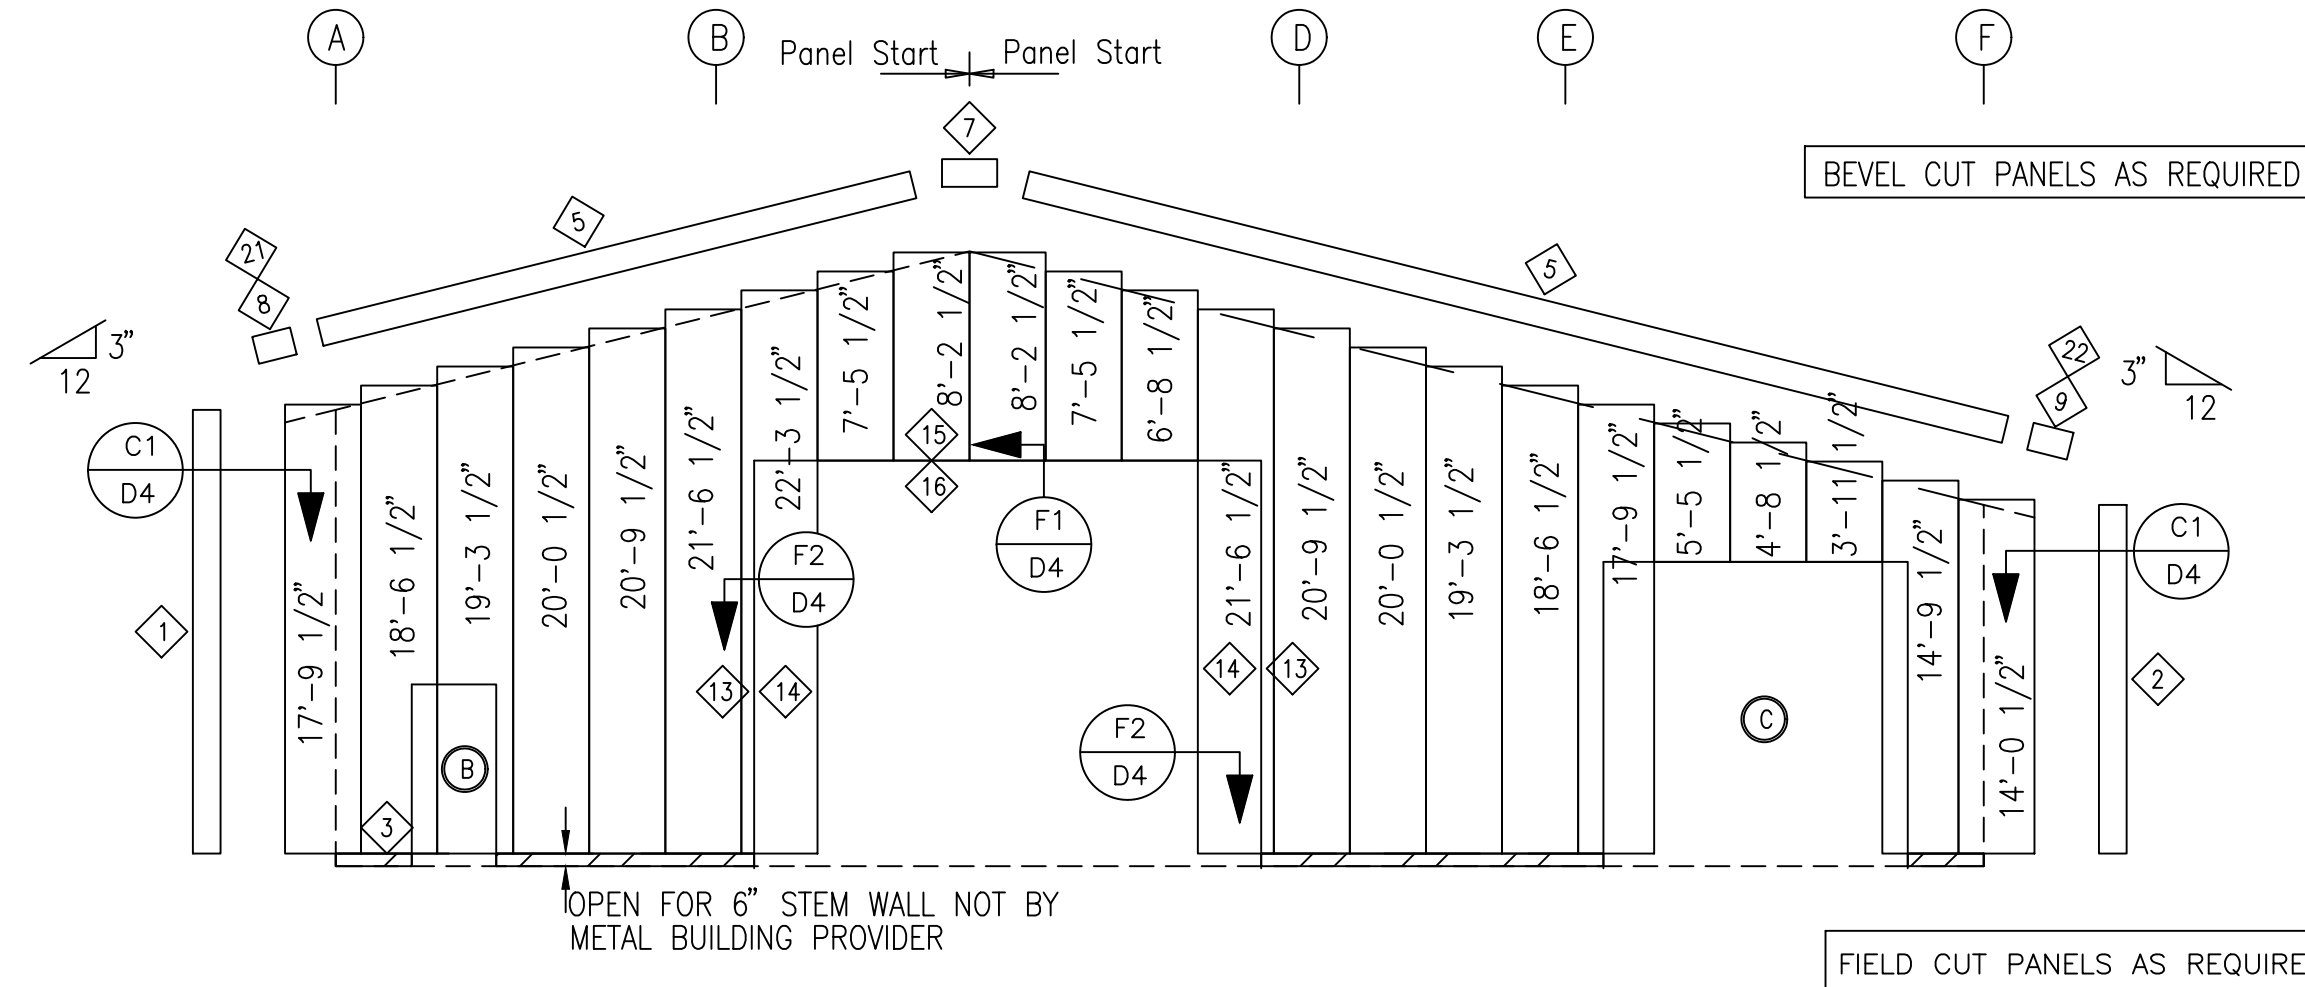 A
B
Panel Start
Panel Start
D
E
F
7
BEVEL CUT PANELS AS REQUIRED
5
21
8
5
3"
12
22
9
3"
12
C1
D4
17'-9 1/2"
18'-6 1/2"
19'-3 1/2"
20'-0 1/2"
20'-9 1/2"
21'-6 1/2"
22'-3 1/2"
7'-5 1/2"
8'-2 1/2"
8'-2 1/2"
7'-5 1/2"
6'-8 1/2"
21'-6 1/2"
20'-9 1/2"
20'-0 1/2"
19'-3 1/2"
18'-6 1/2"
17'-9 1/2"
5'-5 1/2"
4'-8 1/2"
3'-11 1/2"
14'-9 1/2"
14'-0 1/2"
15
16
F1
D4
F2
D4
C1
D4
1
13
14
14
13
2
F2
D4
C
B
3
OPEN FOR 6" STEM WALL NOT BY
METAL BUILDING PROVIDER
FIELD CUT PANELS AS REQUIRE